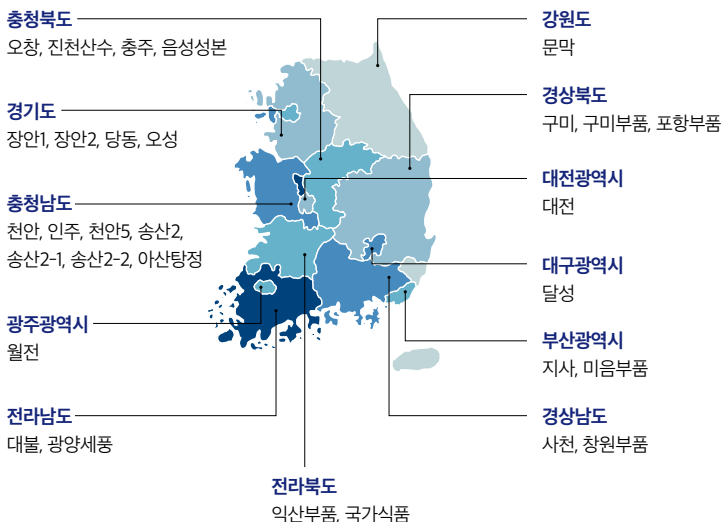 충청북도
오창, 진천산수, 충주, 음성성본
경기도
장안1, 장안2, 당동, 오성
충청남도
천안, 인주, 천안5, 송산2,
송산2-1, 송산2-2, 아산탕정
광주광역시
월전
전라남도
대불, 광양세풍
전라북도
익산부품, 국가식품
강원도
문막
경상북도
구미, 구미부품, 포항부품
대전광역시
대전
대구광역시
달성
부산광역시
지사, 미음부품
경상남도
사천, 창원부품